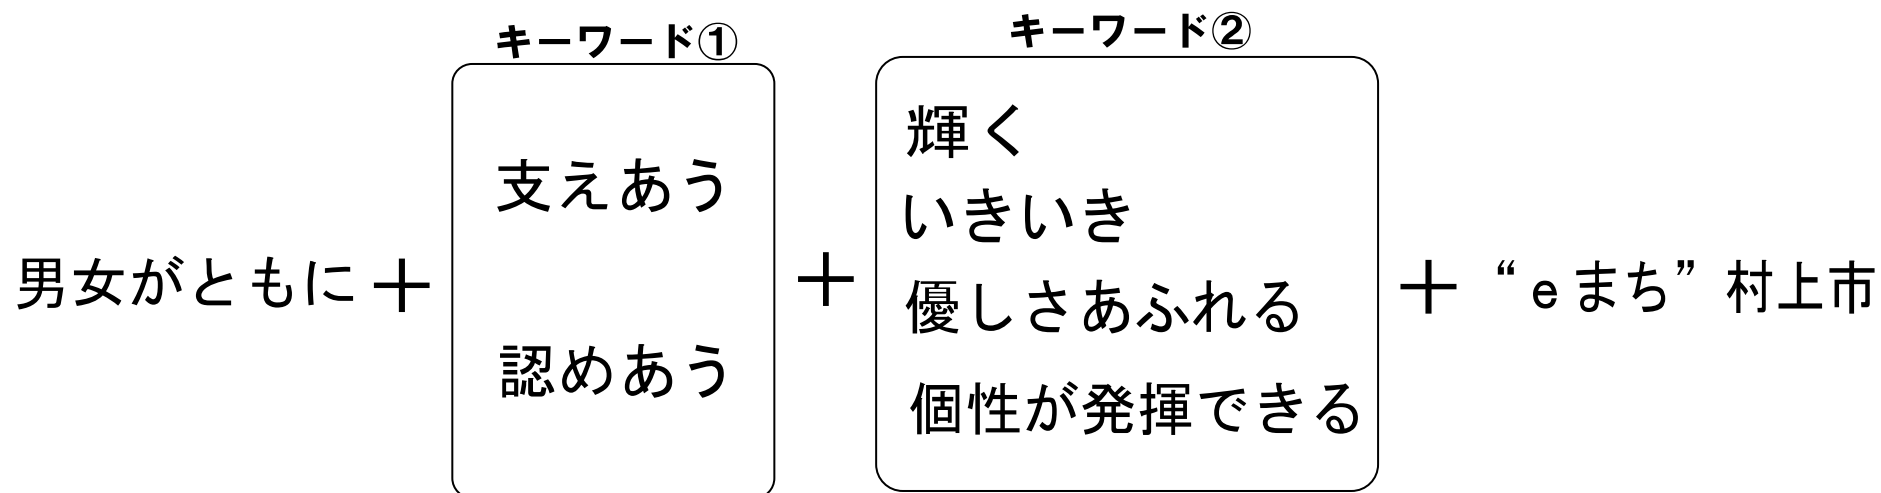 キーワード①
キーワード②
男女がともに＋
支えあう
認めあう
＋
輝く
いきいき
優しさあふれる
個性が発揮できる
＋“ｅまち”村上市